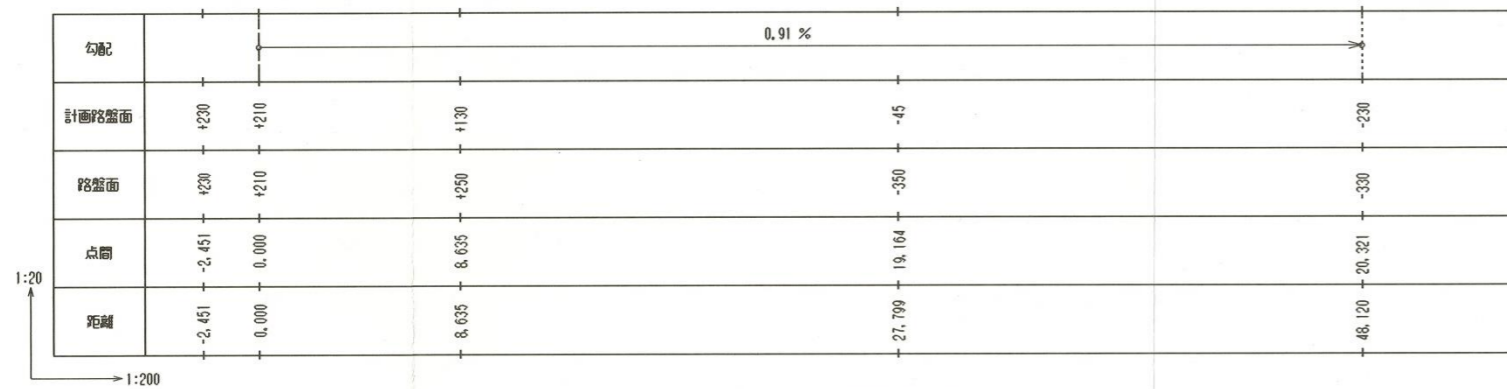 勾配 0.91 %
計画路盤面 +230 +210 +130 -45 -230
路盤面 +230 +210 +250 -350 -330
点間 -2.451 0.000 8.635 19.164 20.321
距離 -2.451 0.000 8.635 27.799 48.120
1:20
1:200